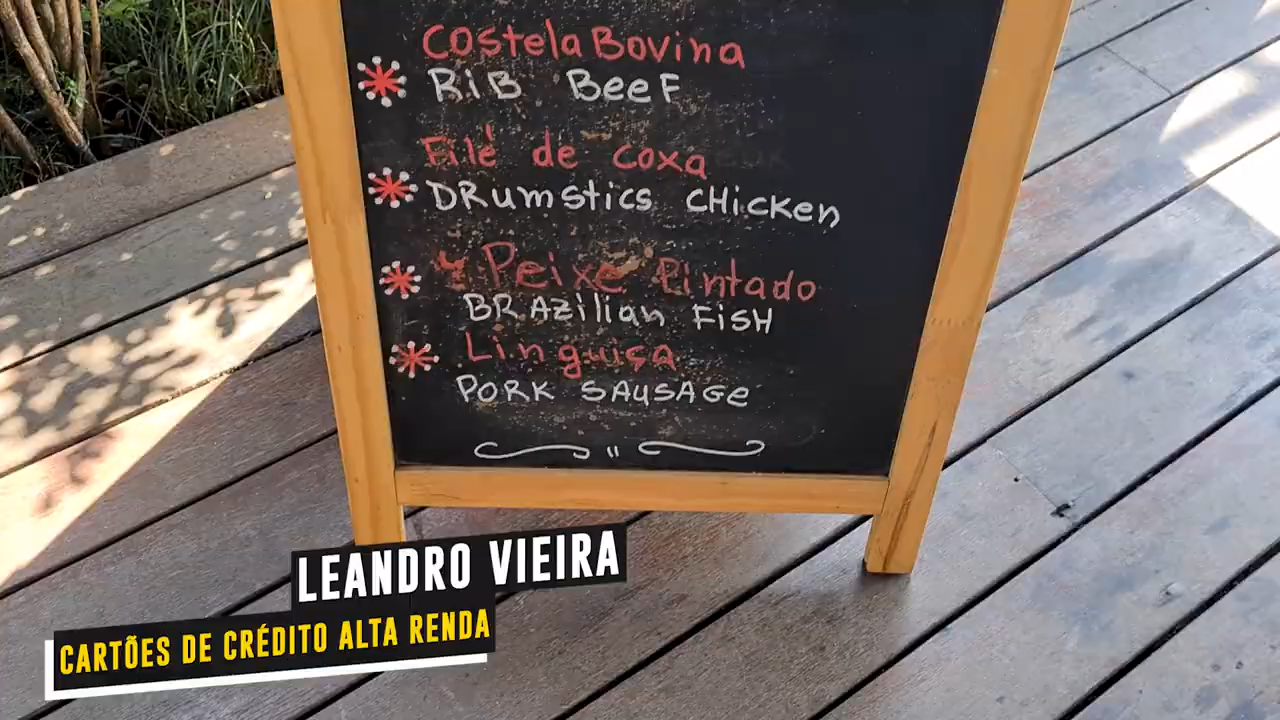 Costela Bovina
RiB BeeF
Filé de coxa
DRumstics CHicKen
Peixe Pintado
BRAzilian FiSH
Linguiça
PORK SAUSAGe
LEANDRO VIEIRA
CARTÕES DE CRÉDITO ALTA RENDA